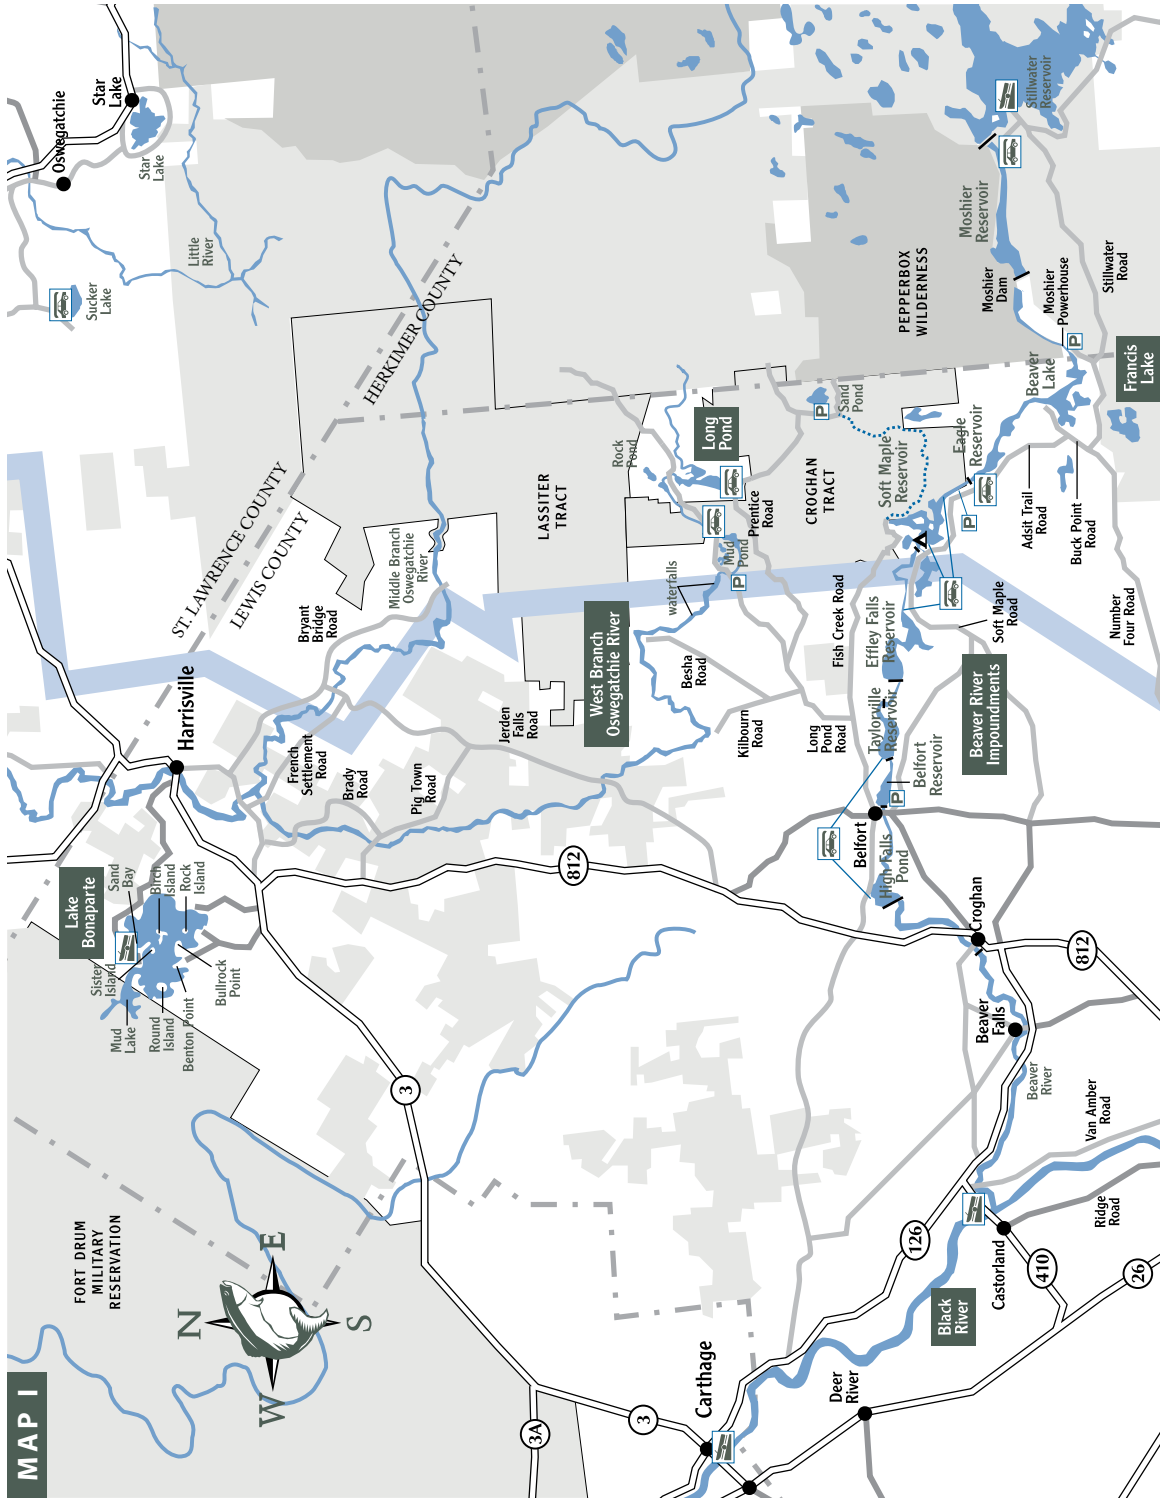 MAP 1
FORT DRUM
MILITARY
RESERVATION
N
E
S
W
Lake
Bonaparte
Sand
Bay
Birch
Island
Rock
Island
Sister
Island
Mud
Lake
Round
Island
Benton Point
Bullrock
Point
Harrisville
Sucker
Lake
Oswegatchie
Star
Lake
Star
Lake
Little
River
ST. LAWRENCE COUNTY
LEWIS COUNTY
HERKIMER COUNTY
Bryant
Bridge
Road
Middle Branch
Oswegatchie
River
French
Settlement
Road
Brady
Road
Pig Town
Road
Jerden
Falls
Road
LASSITER
TRACT
West Branch
Oswegatchie River
waterfalls
Rock
Pond
Long
Pond
Mud
Pond
Prentice
Road
P
Besha
Road
Kilbourn
Road
Long
Pond
Road
Fish Creek Road
CROGHAN
TRACT
P
Sand
Pond
PEPPERBOX
WILDERNESS
Soft Maple
Reservoir
Eagle
Reservoir
P
Effley Falls
Reservoir
Taylorville
Reservoir
Belfort
Reservoir
P
Belfort
High Falls
Pond
Beaver River
Impoundments
Soft Maple
Road
Adsit Trail
Road
Buck Point
Road
Number
Four Road
Beaver
Lake
Francis
Lake
P
Moshier
Powerhouse
Moshier
Dam
Moshier
Reservoir
Stillwater
Reservoir
Stillwater
Road
812
Croghan
812
Beaver
Falls
Beaver
River
Van Amber
Road
Ridge
Road
3
126
410
26
Castorland
Black
River
Deer
River
Carthage
3
3A